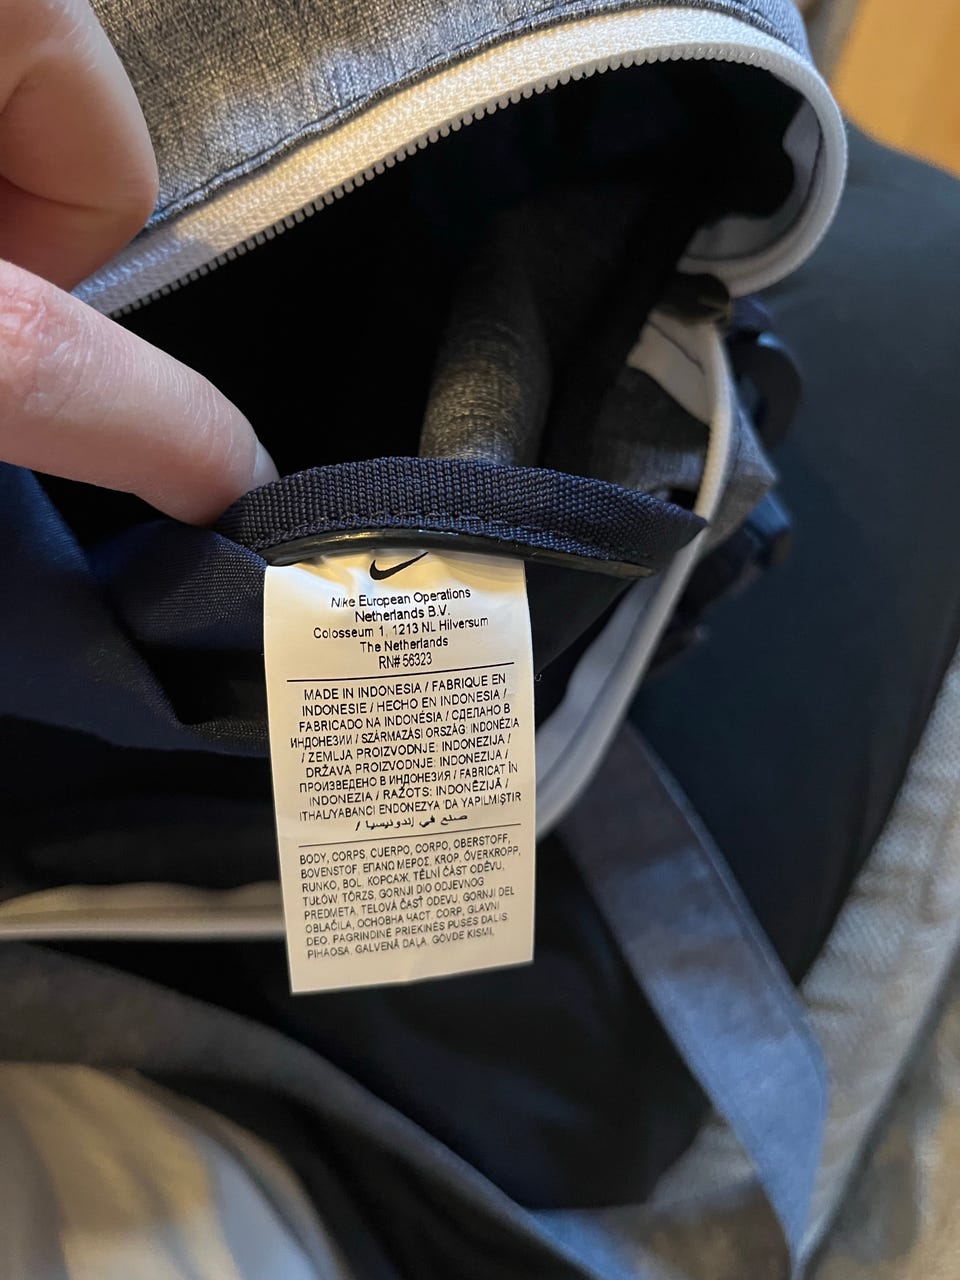 Nike European Operations
Netherlands B.V.
Colosseum 1, 1213 NL Hilversum
The Netherlands
RN# 56323
MADE IN INDONESIA / FABRIQUE EN
INDONESIE / HECHO EN INDONESIA /
FABRICADO NA INDONÉSIA / СДЕЛАНО В
ИНДОНЕЗИИ / SZÁRMAZÁSI ORSZÁG: INDONÉZIA
/ ZEMLJA PROIZVODNJE: INDONEZIJA /
DRŽAVA PROIZVODNJE: INDONEZIJA /
ПРОИЗВЕДЕНО В ИНДОНЕЗИЯ / FABRICAT ÎN
INDONEZIA / RAŽOTS: INDONĒZIJĀ /
ITHAL/YABANCI ENDONEZYA 'DA YAPILMIŞTIR
/ صنع في إندونيسيا
BODY, CORPS, CUERPO, CORPO, OBERSTOFF,
BOVENSTOF, ΕΠΑΝΩ ΜΕΡΟΣ, KROP, ÖVERKROPP,
RUNKO, BOL, КОРСАЖ, TĚLNÍ ČÁST ODĚVU,
TUŁÓW, TÖRZS, GORNJI DIO ODJEVNOG
PREDMETA, TELOVÁ ČASŤ ODEVU, GORNJI DEL
OBLAČILA, ОСНОВНА ЧАСТ, CORP, GLAVNI
DEO, PAGRINDINĖ PRIEKINĖS PUSĖS DALIS,
PIHAOSA, GALVENĀ DAĻA, GÖVDE KISMI,